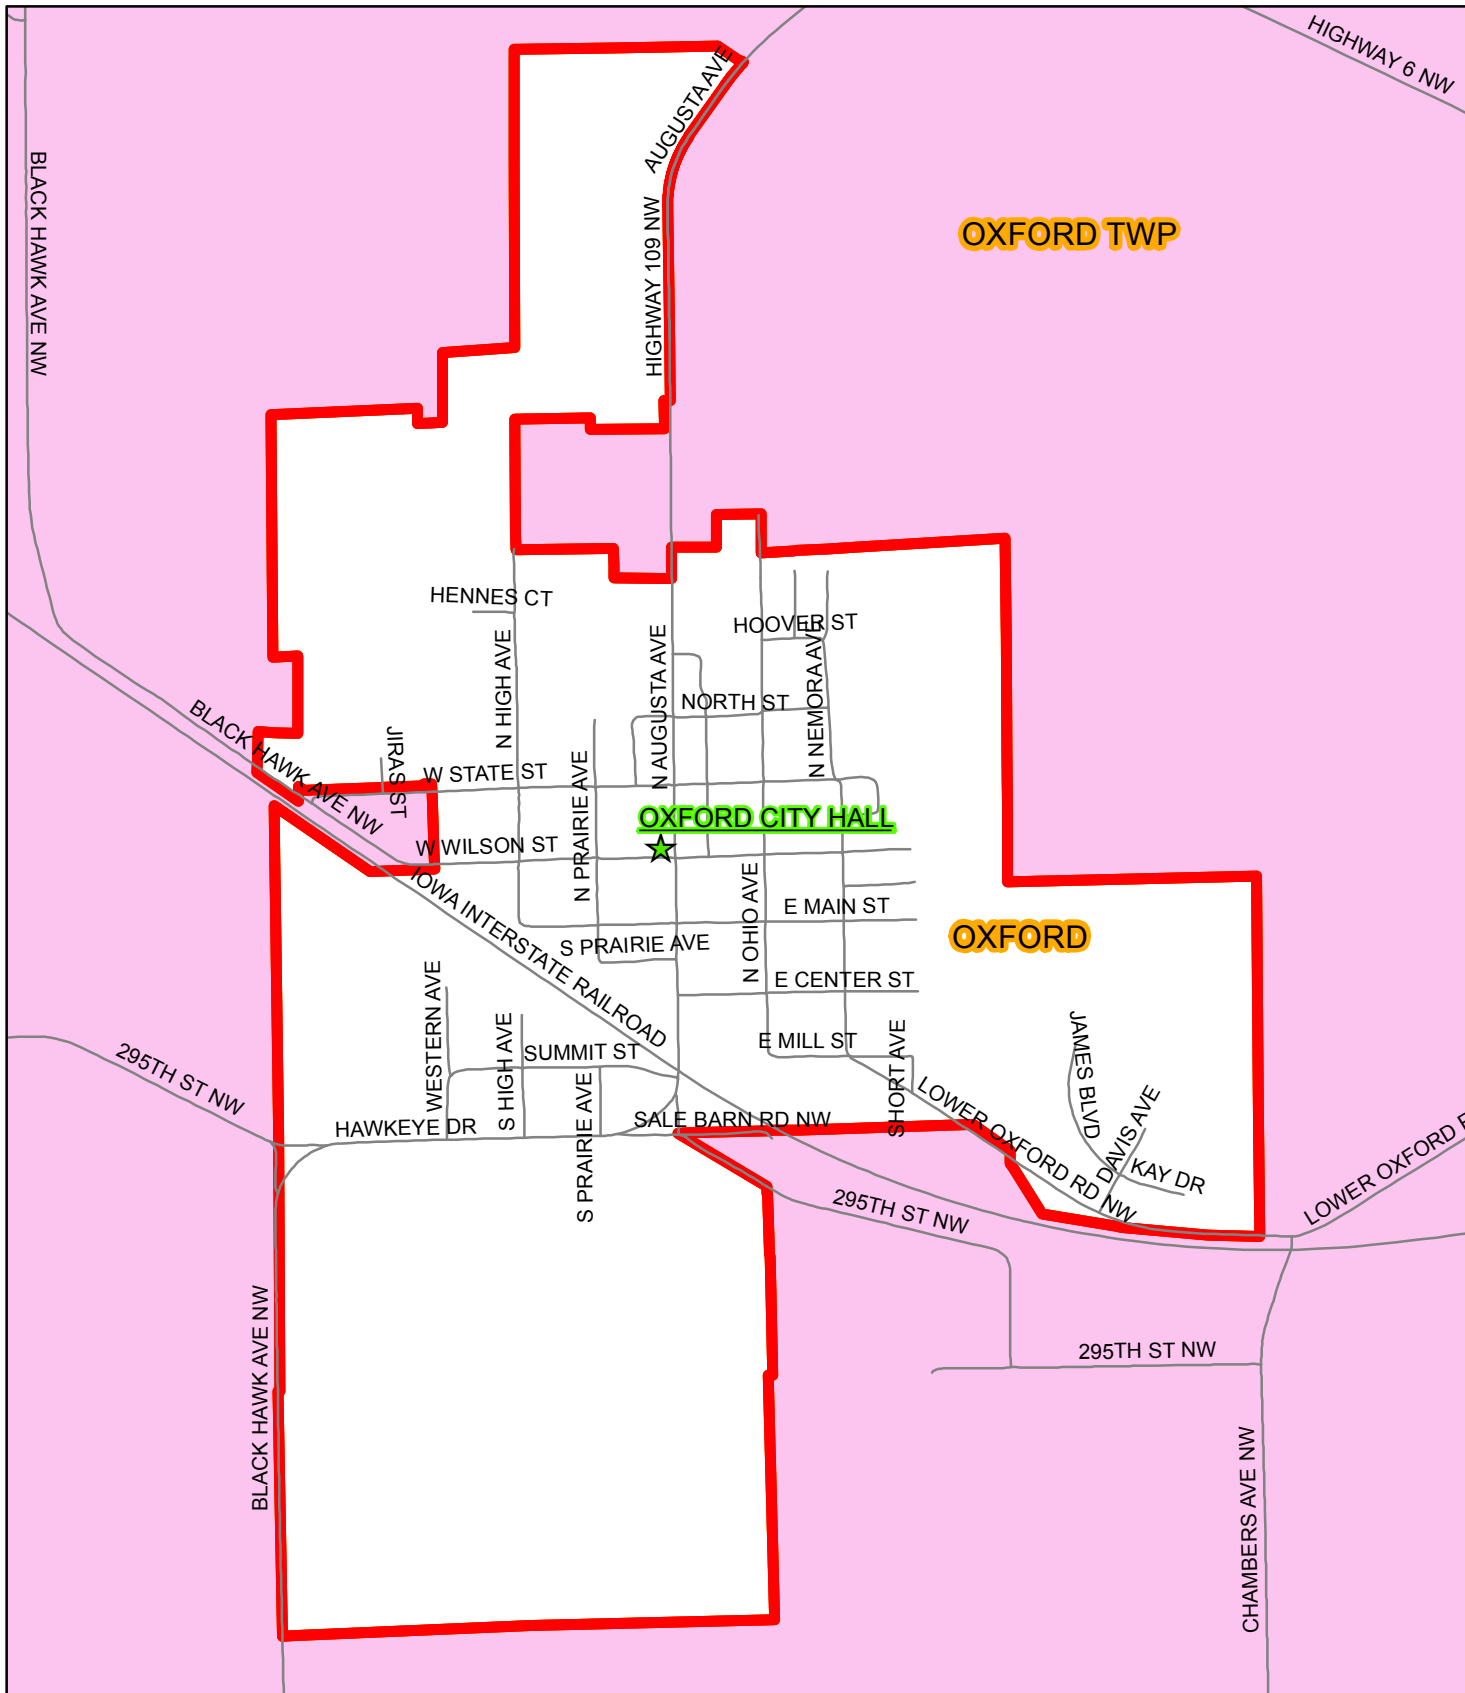 HIGHWAY 6 NW
AUGUSTA AVE
BLACK HAWK AVE NW
HIGHWAY 109 NW
OXFORD TWP
HENNES CT
HOOVER ST
N HIGH AVE
N AUGUSTA AVE
N NEMORA AVE
NORTH ST
BLACK HAWK AVE NW
JIRAS ST
W STATE ST
N PRAIRIE AVE
OXFORD CITY HALL
W WILSON ST
IOWA INTERSTATE RAILROAD
E MAIN ST
N OHIO AVE
S PRAIRIE AVE
OXFORD
E CENTER ST
WESTERN AVE
S HIGH AVE
SUMMIT ST
E MILL ST
SHORT AVE
JAMES BLVD
295TH ST NW
HAWKEYE DR
S PRAIRIE AVE
SALE BARN RD NW
LOWER OXFORD RD NW
DAVIS AVE
KAY DR
295TH ST NW
LOWER OXFORD
BLACK HAWK AVE NW
295TH ST NW
CHAMBERS AVE NW